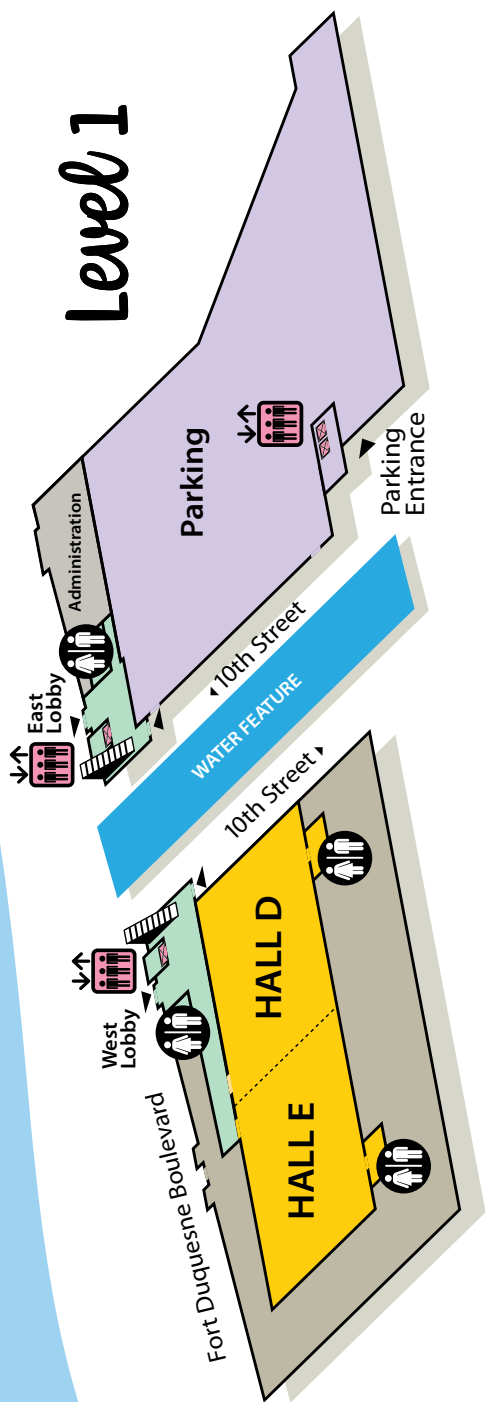 Level 1
Administration
Parking
East
Lobby
Parking
Entrance
10th Street
WATER FEATURE
10th Street
West
Lobby
HALL D
HALL E
Fort Duquesne Boulevard